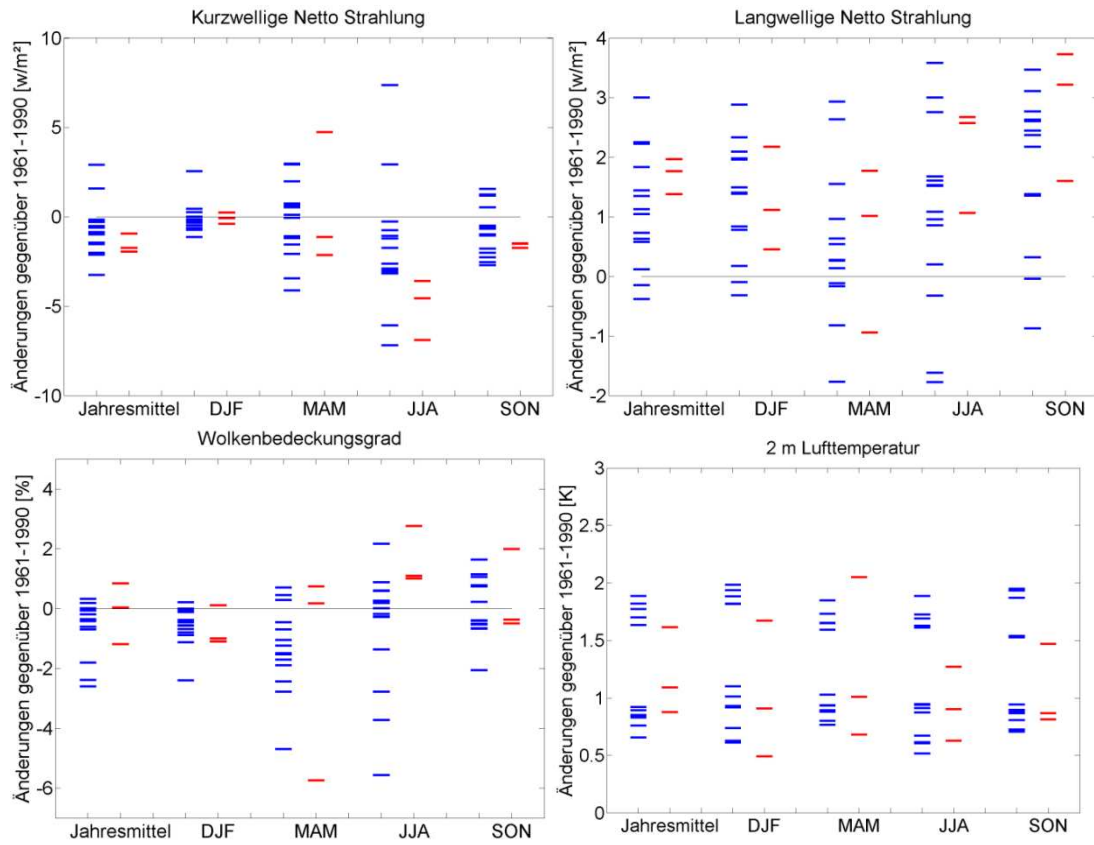 Kurzwellige Netto Strahlung
Änderungen gegenüber 1961-1990 [w/m²]
10
5
0
-5
-10
Jahresmittel DJF MAM JJA SON
Langwellige Netto Strahlung
Änderungen gegenüber 1961-1990 [w/m²]
4
3
2
1
0
-1
-2
Jahresmittel DJF MAM JJA SON
Wolkenbedeckungsgrad
Änderungen gegenüber 1961-1990 [%]
4
2
0
-2
-4
-6
Jahresmittel DJF MAM JJA SON
2 m Lufttemperatur
Änderungen gegenüber 1961-1990 [K]
3
2.5
2
1.5
1
0.5
0
Jahresmittel DJF MAM JJA SON